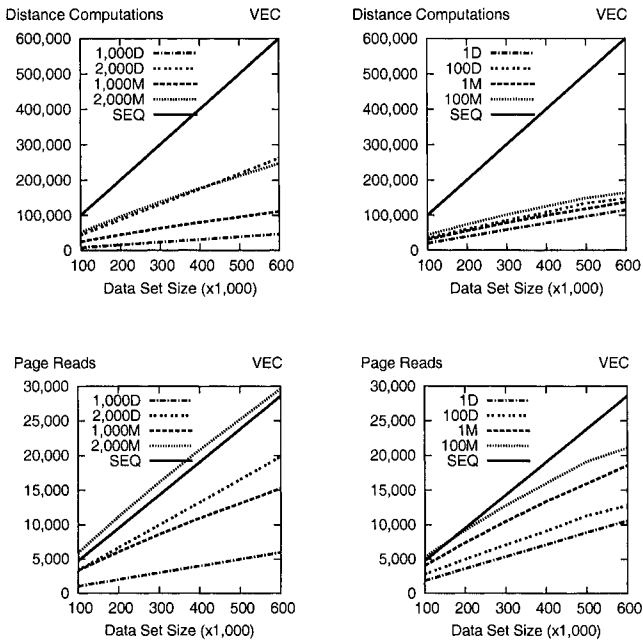 Distance Computations VEC
600,000
500,000
400,000
300,000
200,000
100,000
0
1,000D
2,000D
1,000M
2,000M
SEQ
100 200 300 400 500 600
Data Set Size (x1,000)
Distance Computations VEC
600,000
500,000
400,000
300,000
200,000
100,000
0
1D
100D
1M
100M
SEQ
100 200 300 400 500 600
Data Set Size (x1,000)
Page Reads VEC
30,000
25,000
20,000
15,000
10,000
5,000
0
1,000D
2,000D
1,000M
2,000M
SEQ
100 200 300 400 500 600
Data Set Size (x1,000)
Page Reads VEC
30,000
25,000
20,000
15,000
10,000
5,000
0
1D
100D
1M
100M
SEQ
100 200 300 400 500 600
Data Set Size (x1,000)